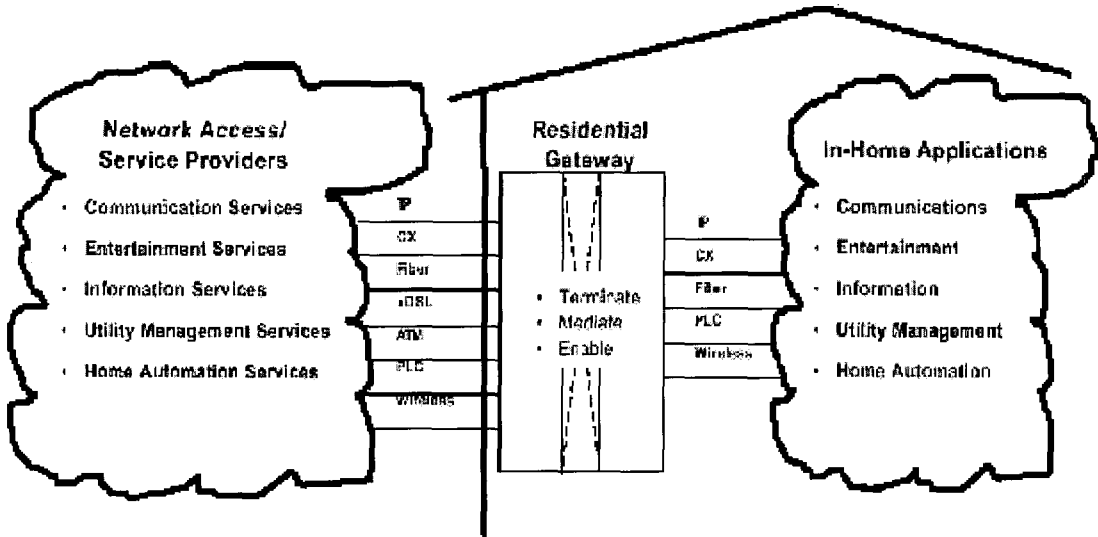 Network Access/
Service Providers
• Communication Services
• Entertainment Services
• Information Services
• Utility Management Services
• Home Automation Services
IP
CX
Fiber
xDSL
ATM
PLC
Wireless
Residential
Gateway
• Terminate
• Mediate
• Enable
IP
CX
Fiber
PLC
Wireless
In-Home Applications
• Communications
• Entertainment
• Information
• Utility Management
• Home Automation